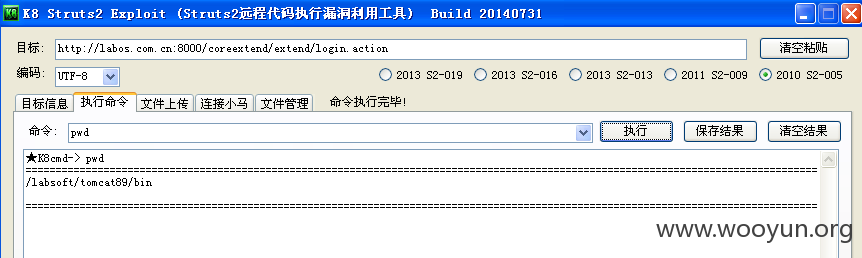 K8 Struts2 Exploit (Struts2远程代码执行漏洞利用工具) Build 20140731
目标: http://labos.com.cn:8000/coreextend/extend/login.action 清空粘贴
编码: UTF-8 2013 S2-019 2013 S2-016 2013 S2-013 2011 S2-009 2010 S2-005
目标信息 执行命令 文件上传 连接小马 文件管理 命令执行完毕!
命令: pwd 执行 保存结果 清空结果
★K8cmd-> pwd
/labsoft/tomcat89/bin
www.wooyun.org